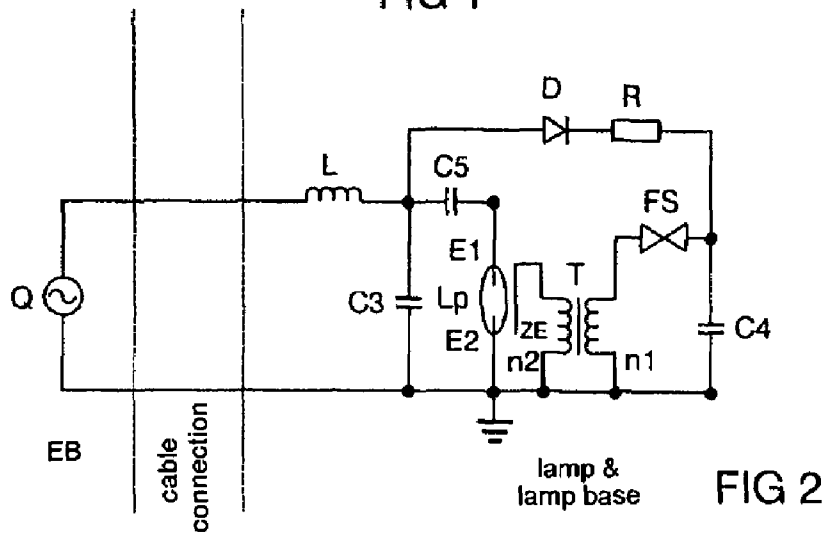 FIG 1
D
R
L
C5
FS
E1
T
Q
C3
Lp
ZE
E2
n2
n1
C4
EB
cable
connection
lamp &
lamp base
FIG 2